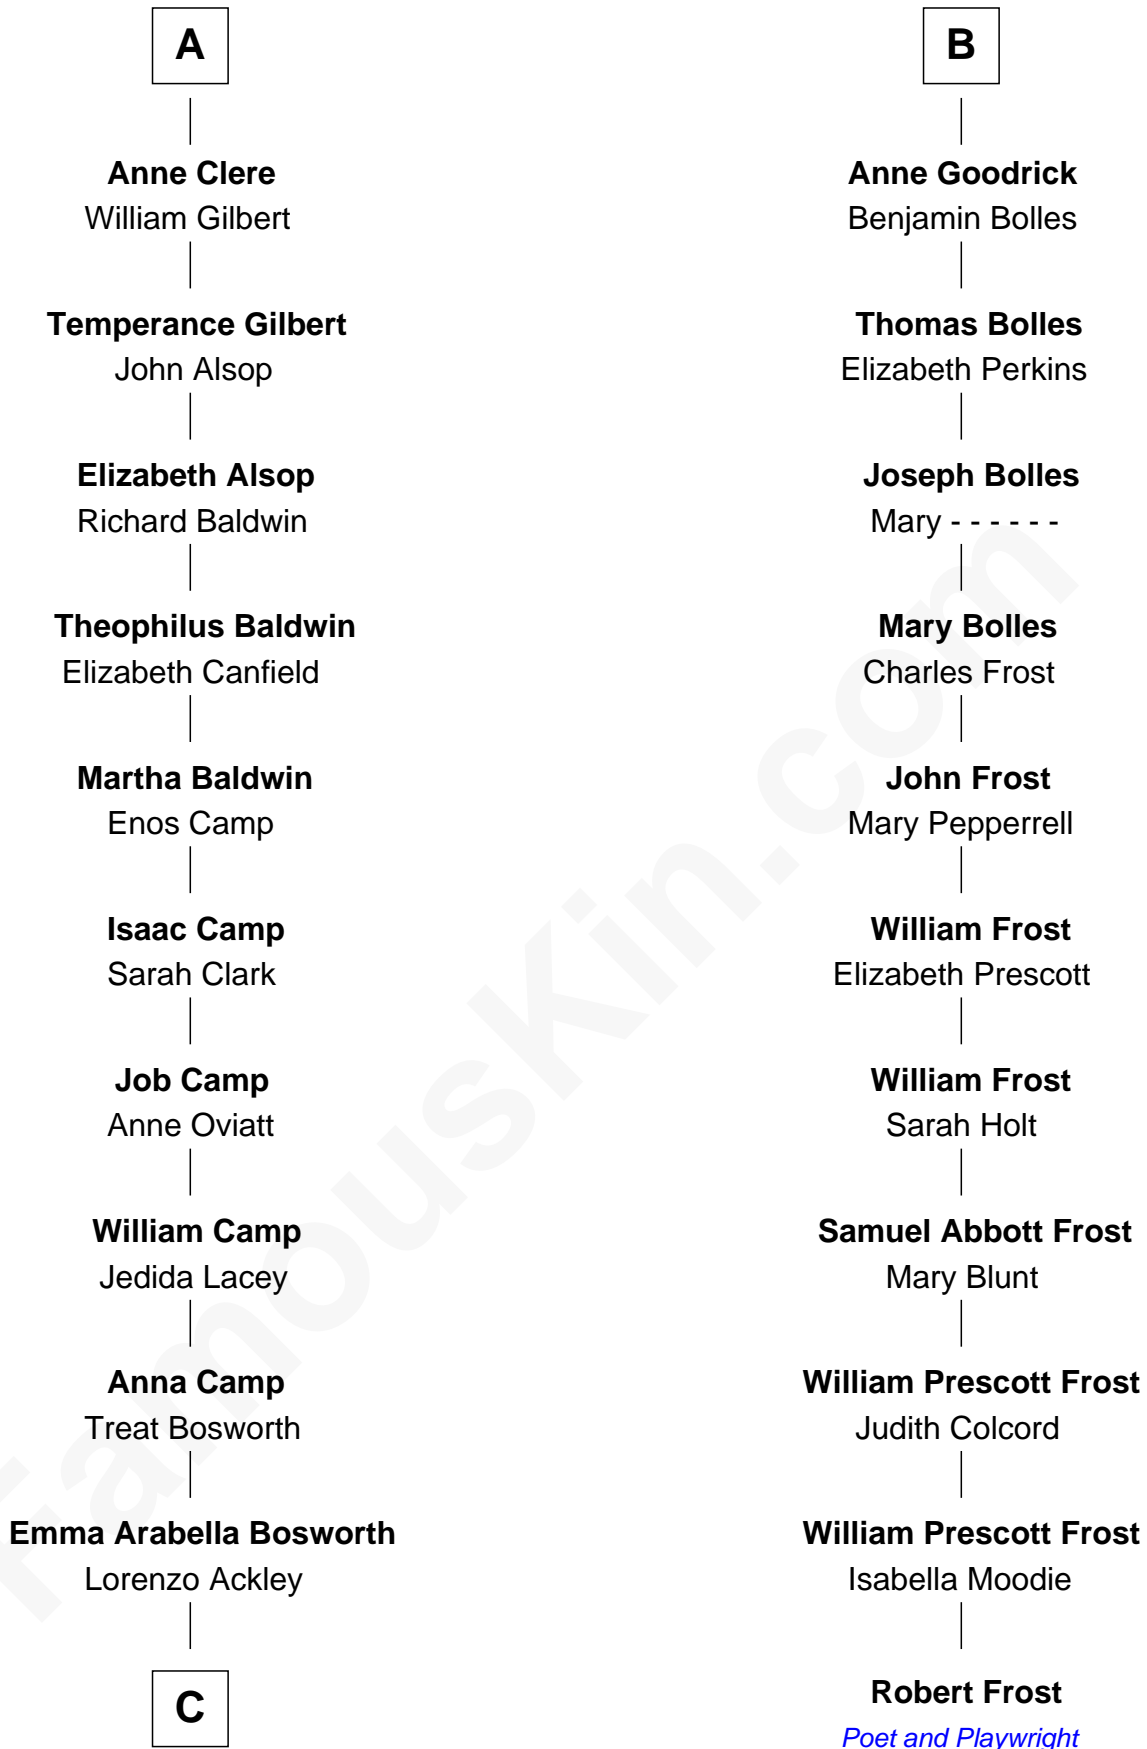 A
Anne Clere
William Gilbert
Temperance Gilbert
John Alsop
Elizabeth Alsop
Richard Baldwin
Theophilus Baldwin
Elizabeth Canfield
Martha Baldwin
Enos Camp
Isaac Camp
Sarah Clark
Job Camp
Anne Oviatt
William Camp
Jedida Lacey
Anna Camp
Treat Bosworth
Emma Arabella Bosworth
Lorenzo Ackley
C
B
Anne Goodrick
Benjamin Bolles
Thomas Bolles
Elizabeth Perkins
Joseph Bolles
Mary - - - - - -
Mary Bolles
Charles Frost
John Frost
Mary Pepperrell
William Frost
Elizabeth Prescott
William Frost
Sarah Holt
Samuel Abbott Frost
Mary Blunt
William Prescott Frost
Judith Colcord
William Prescott Frost
Isabella Moodie
Robert Frost
Poet and Playwright
FamousKin.com